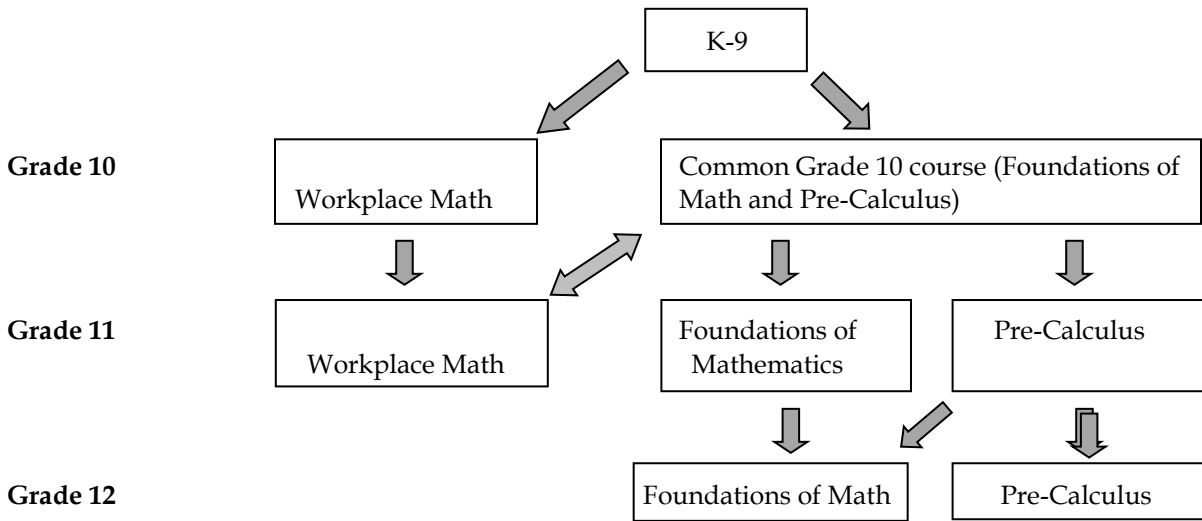 K-9
Grade 10
Workplace Math
Common Grade 10 course (Foundations of
Math and Pre-Calculus)
Grade 11
Workplace Math
Foundations of
Mathematics
Pre-Calculus
Grade 12
Foundations of Math
Pre-Calculus